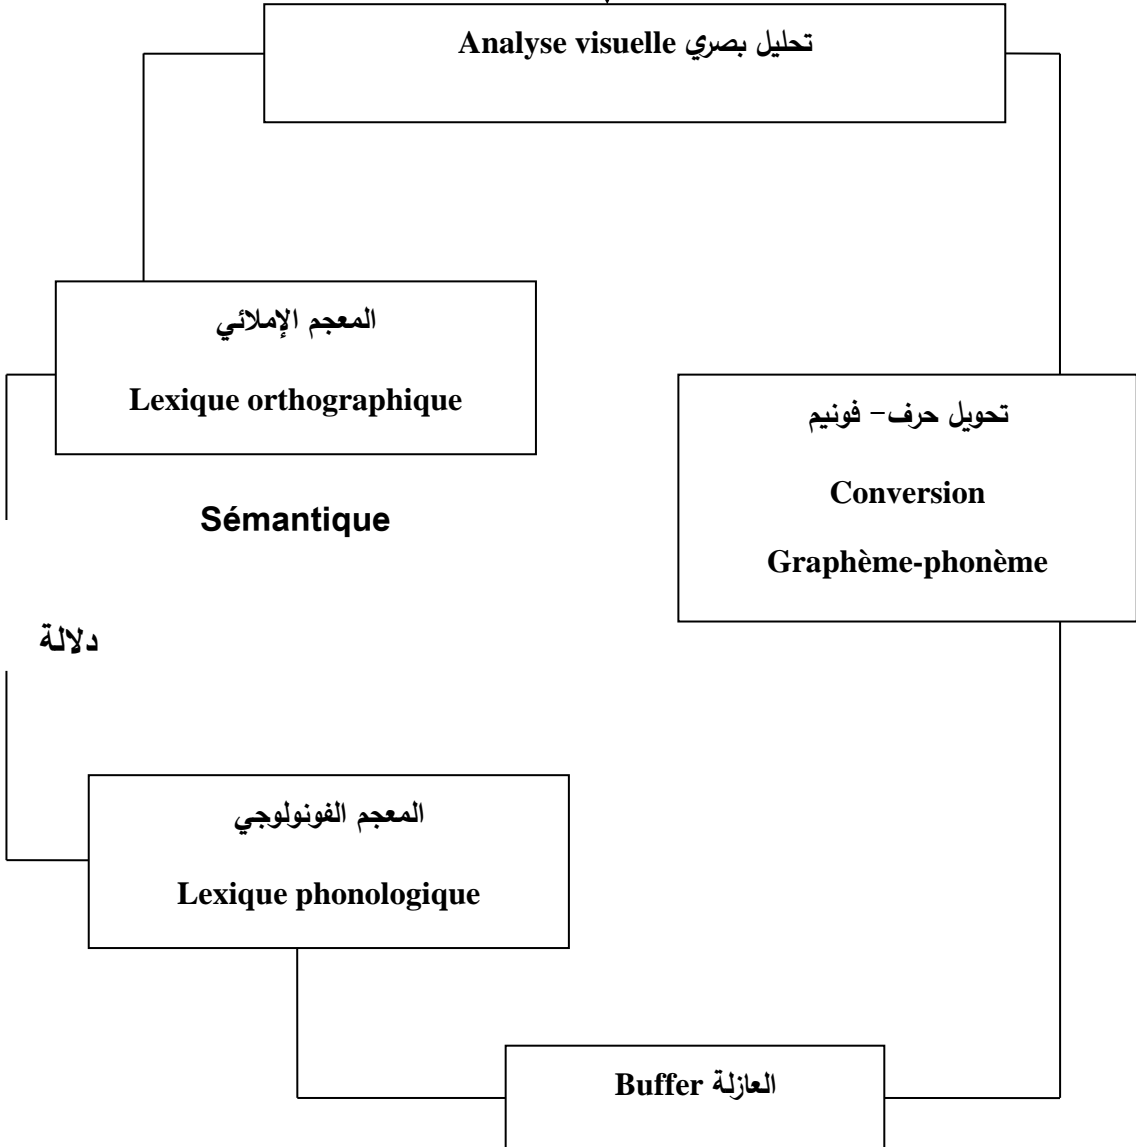 تحليل بصري Analyse visuelle
المعجم الإملائي
Lexique orthographique
تحويل حرف- فونيم
Conversion
Graphème-phonème
Sémantique
دلالة
المعجم الفونولوجي
Lexique phonologique
العازلة Buffer